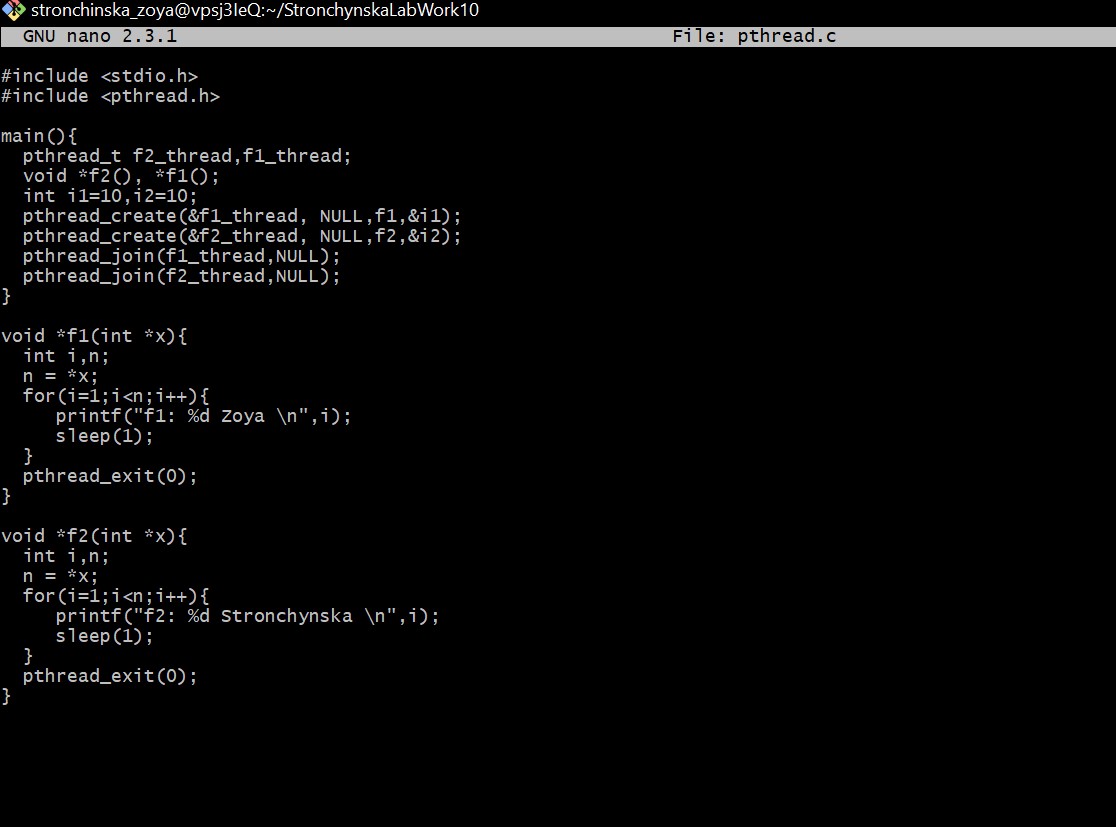 stronchinska_zoya@vpsj3IeQ:~/StronchynskaLabWork10
GNU nano 2.3.1 File: pthread.c
#include <stdio.h>
#include <pthread.h>
main(){
  pthread_t f2_thread,f1_thread;
  void *f2(), *f1();
  int i1=10,i2=10;
  pthread_create(&f1_thread, NULL,f1,&i1);
  pthread_create(&f2_thread, NULL,f2,&i2);
  pthread_join(f1_thread,NULL);
  pthread_join(f2_thread,NULL);
}
void *f1(int *x){
  int i,n;
  n = *x;
  for(i=1;i<n;i++){
     printf("f1: %d Zoya \n",i);
     sleep(1);
  }
  pthread_exit(0);
}
void *f2(int *x){
  int i,n;
  n = *x;
  for(i=1;i<n;i++){
     printf("f2: %d Stronchynska \n",i);
     sleep(1);
  }
  pthread_exit(0);
}